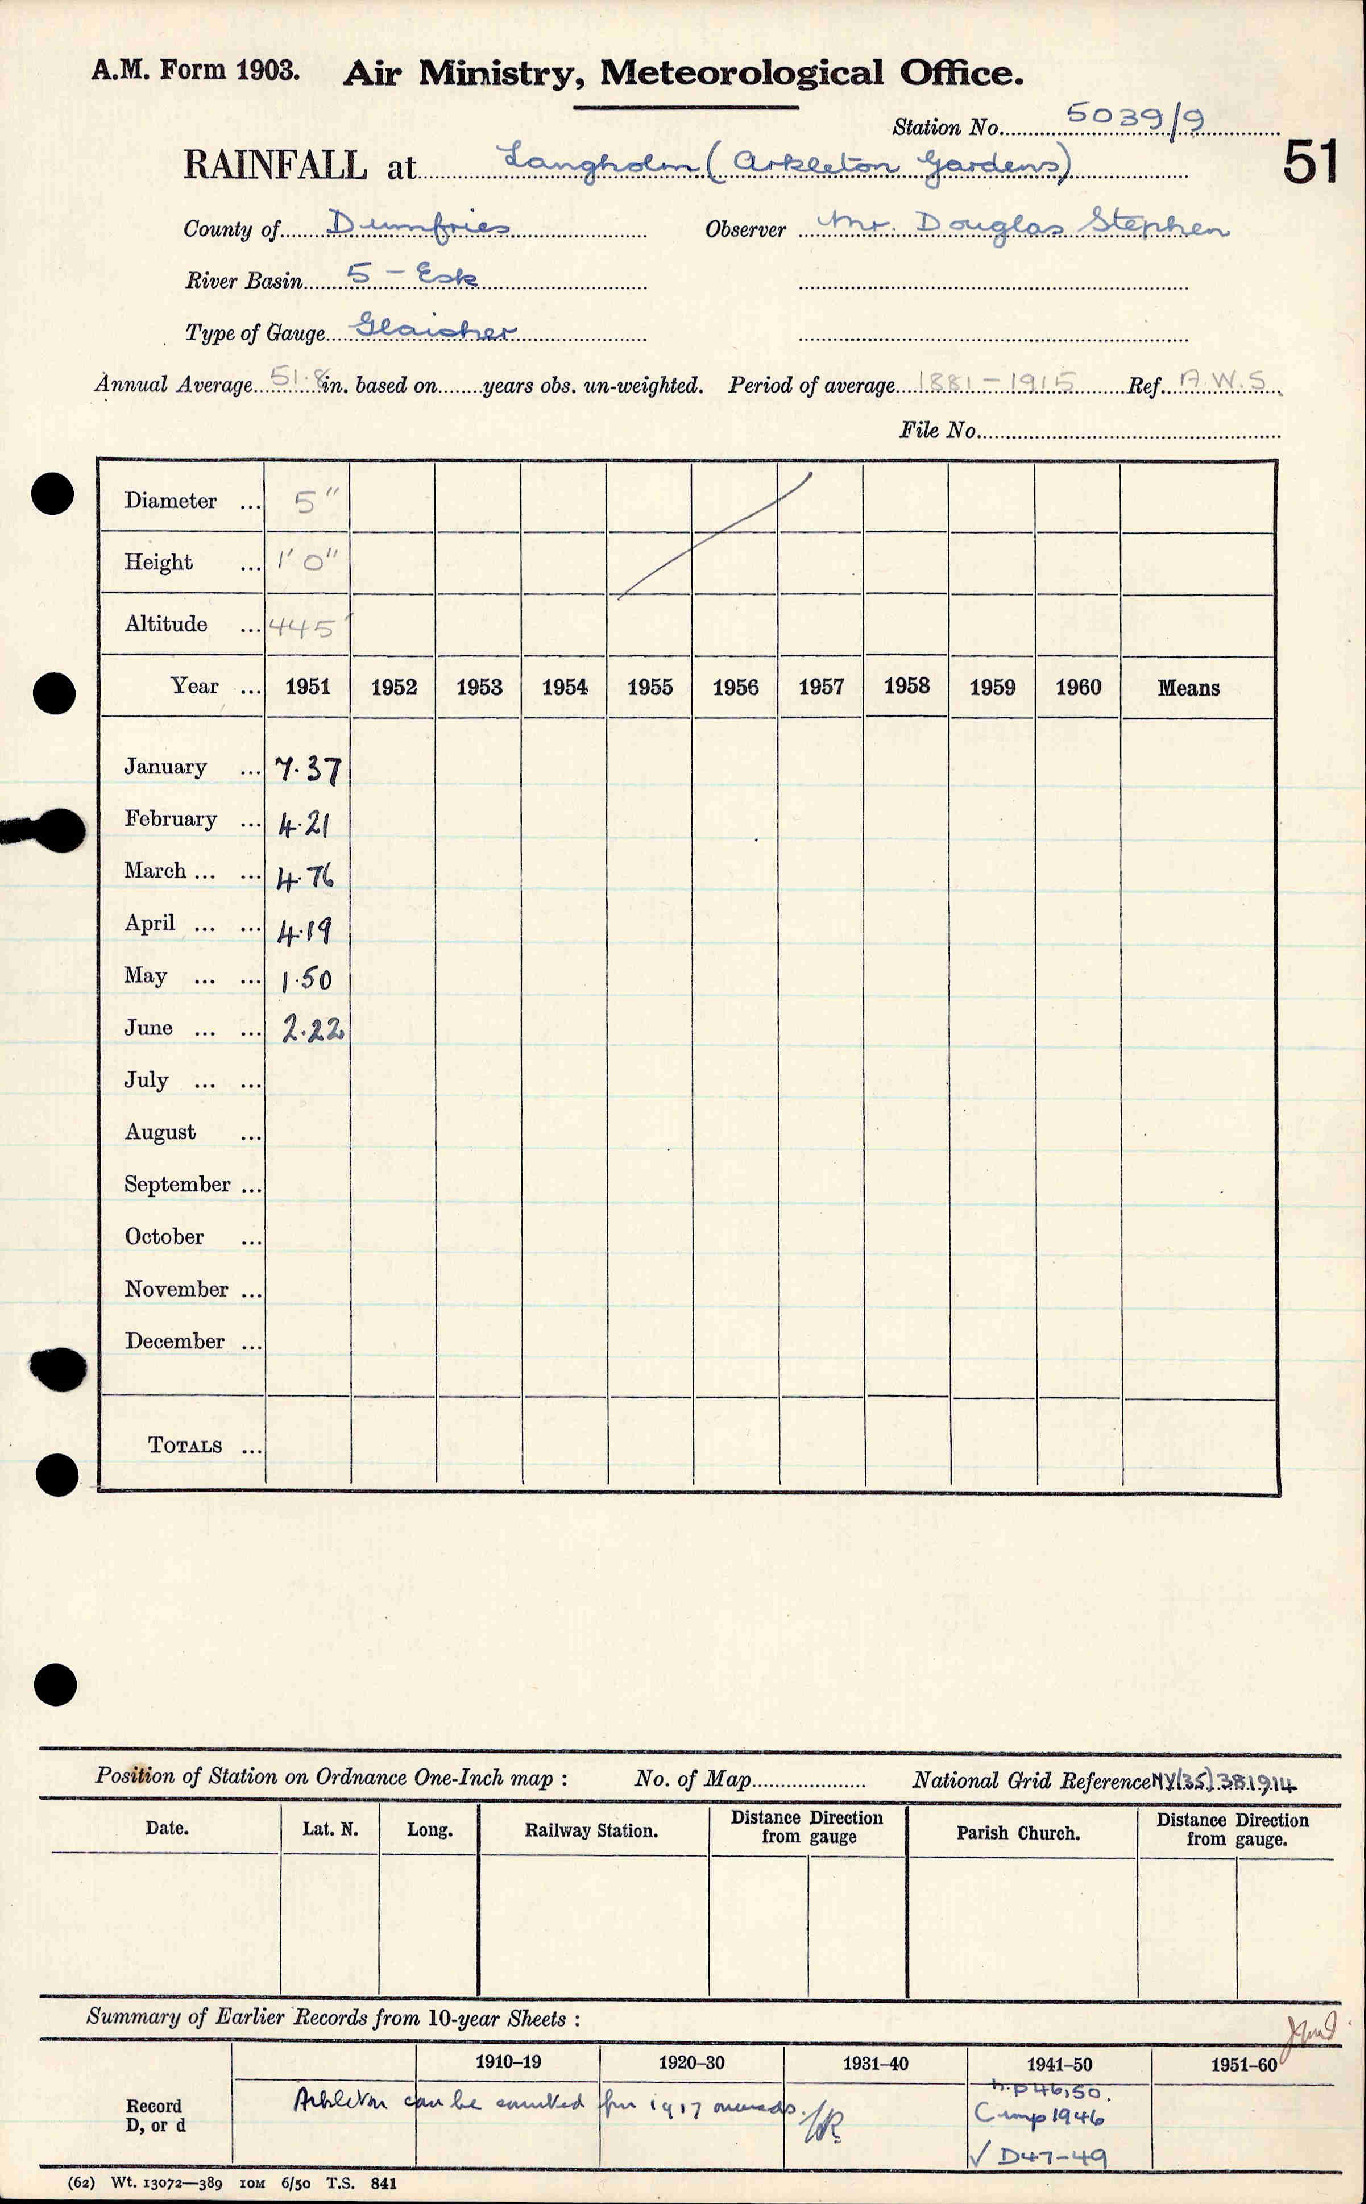 A.M. Form 1903. Air Ministry, Meteorological Office.
Station No. 5039/9
RAINFALL at Langholm (Arkleton Gardens) 51
County of Dumfries Observer Mr. Douglas Stephen
River Basin 5 - Esk
Type of Gauge Glaisher
Annual Average 51.8 in. based on years obs. un-weighted. Period of average 1881-1915 Ref. A.W.S.
File No.
Diameter ... 5"
Height ... 1' 0"
Altitude ... 445'
Year ... 1951 1952 1953 1954 1955 1956 1957 1958 1959 1960 Means
January ... 7.37
February ... 4.21
March ... ... 4.76
April ... ... 4.19
May ... ... 1.50
June ... ... 2.22
July ... ...
August ...
September ...
October ...
November ...
December ...
TOTALS ...
Position of Station on Ordnance One-Inch map : No. of Map National Grid Reference NY(35) 381914
Date. Lat. N. Long. Railway Station. Distance Direction from gauge Parish Church. Distance Direction from gauge.
Summary of Earlier Records from 10-year Sheets :
1910-19 1920-30 1931-40 1941-50 1951-60
Record D, or d Arkleton can be counted for 1917 onwards.
n.p 46,50.
Comp 1946
√ D47-49
(62) Wt. 13072—389 10M 6/50 T.S. 841